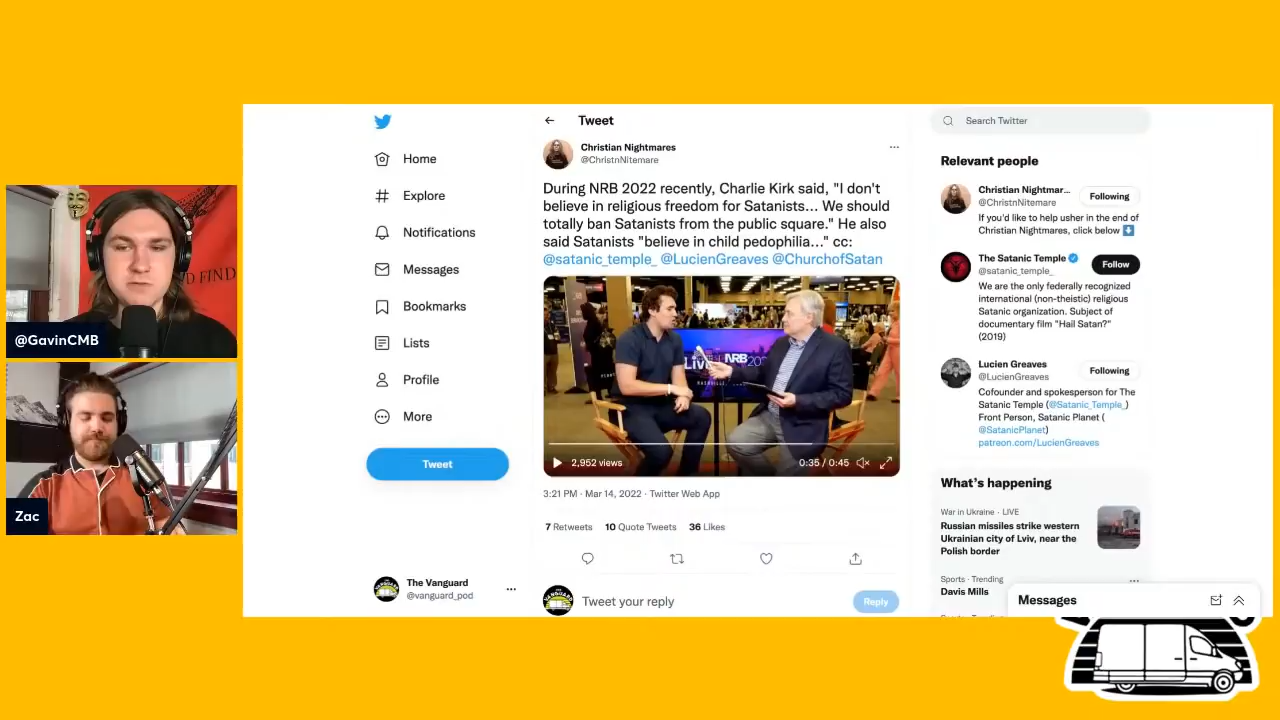 D FIND
@GavinCMB
Zac
Home
Explore
Notifications
Messages
Bookmarks
Lists
Profile
More
Tweet
The Vanguard
@vanguard_pod
Tweet
Christian Nightmares
@ChristnNitemare
During NRB 2022 recently, Charlie Kirk said, "I don't
believe in religious freedom for Satanists... We should
totally ban Satanists from the public square." He also
said Satanists "believe in child pedophilia..." cc:
@satanic_temple_ @LucienGreaves @ChurchofSatan
NRB
2,952 views
0:35 / 0:45
3:21 PM · Mar 14, 2022 · Twitter Web App
7 Retweets 10 Quote Tweets 36 Likes
Tweet your reply
Reply
Search Twitter
Relevant people
Christian Nightmar...
@ChristnNitemare
Following
If you'd like to help usher in the end of
Christian Nightmares, click below
The Satanic Temple
@satanic_temple_
Follow
We are the only federally recognized
international (non-theistic) religious
Satanic organization. Subject of
documentary film "Hail Satan?"
(2019)
Lucien Greaves
@LucienGreaves
Following
Cofounder and spokesperson for The
Satanic Temple (@Satanic_Temple_)
Front Person, Satanic Planet (
@SatanicPlanet)
patreon.com/LucienGreaves
What's happening
War in Ukraine · LIVE
Russian missiles strike western
Ukrainian city of Lviv, near the
Polish border
Sports · Trending
Davis Mills
Messages